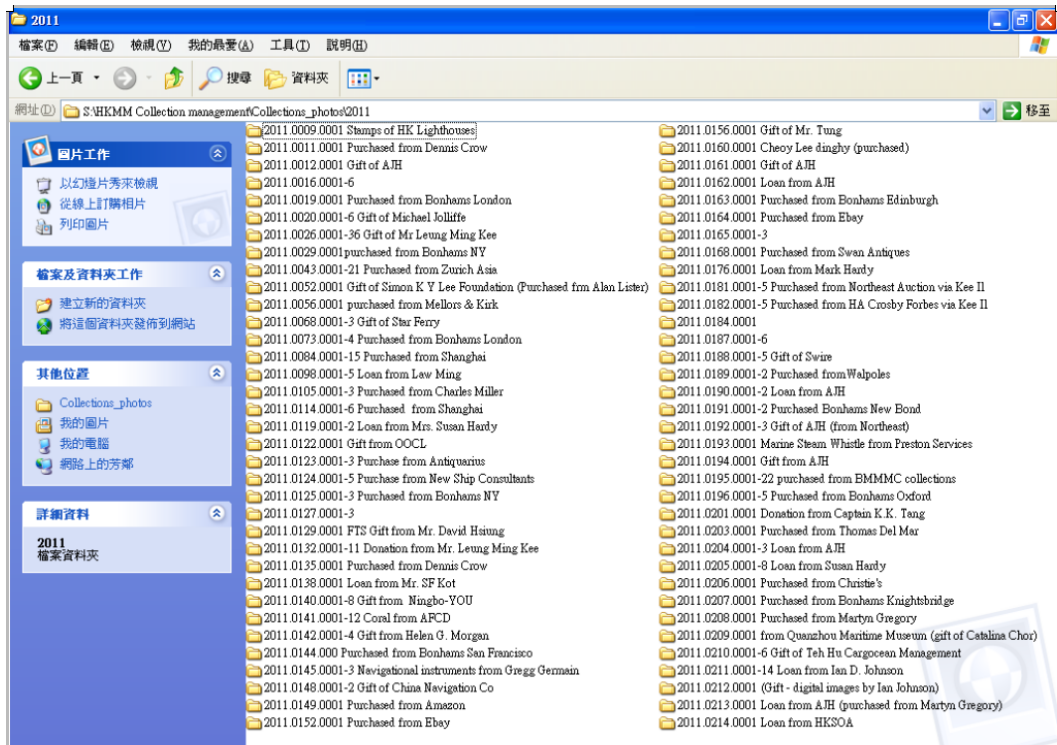 2011
檔案(F) 編輯(E) 檢視(V) 我的最愛(A) 工具(T) 說明(H)
上一頁 搜尋 資料夾
網址(D) S:\HKMM Collection management\Collections_photos\2011 移至
圖片工作
以幻燈片秀來檢視
從線上訂購相片
列印圖片
檔案及資料夾工作
建立新的資料夾
將這個資料夾發佈到網站
其他位置
Collections_photos
我的圖片
我的電腦
網路上的芳鄰
詳細資料
2011
檔案資料夾
2011.0009.0001 Stamps of HK Lighthouses
2011.0011.0001 Purchased from Dennis Crow
2011.0012.0001 Gift of AJH
2011.0016.0001-6
2011.0019.0001 Purchased from Bonhams London
2011.0020.0001-6 Gift of Michael Jolliffe
2011.0026.0001-36 Gift of Mr Leung Ming Kee
2011.0029.0001purchased from Bonhams NY
2011.0043.0001-21 Purchased from Zurich Asia
2011.0052.0001 Gift of Simon K Y Lee Foundation (Purchased frm Alan Lister)
2011.0056.0001 purchased from Mellors & Kirk
2011.0068.0001-3 Gift of Star Ferry
2011.0073.0001-4 Purchased from Bonhams London
2011.0084.0001-15 Purchased from Shanghai
2011.0098.0001-5 Loan from Law Ming
2011.0105.0001-3 Purchased from Charles Miller
2011.0114.0001-6 Purchased  from Shanghai
2011.0119.0001-2 Loan from Mrs. Susan Hardy
2011.0122.0001 Gift from OOCL
2011.0123.0001-3 Purchase from Antiquarius
2011.0124.0001-5 Purchase from New Ship Consultants
2011.0125.0001-3 Purchased from Bonhams NY
2011.0127.0001-3
2011.0129.0001 FTS Gift from Mr. David Hsiung
2011.0132.0001-11 Donation from Mr. Leung Ming Kee
2011.0135.0001 Purchased from Dennis Crow
2011.0138.0001 Loan from Mr. SF Kot
2011.0140.0001-8 Gift from  Ningbo-YOU
2011.0141.0001-12 Coral from AFCD
2011.0142.0001-4 Gift from Helen G. Morgan
2011.0144.000 Purchased from Bonhams San Francisco
2011.0145.0001-3 Navigational instruments from Gregg Germain
2011.0148.0001-2 Gift of China Navigation Co
2011.0149.0001 Purchased from Amazon
2011.0152.0001 Purchased from Ebay
2011.0156.0001 Gift of Mr. Tung
2011.0160.0001 Cheoy Lee dinghy (purchased)
2011.0161.0001 Gift of AJH
2011.0162.0001 Loan from AJH
2011.0163.0001 Purchased from Bonhams Edinburgh
2011.0164.0001 Purchased from Ebay
2011.0165.0001-3
2011.0168.0001 Purchased from Swan Antiques
2011.0176.0001 Loan from Mark Hardy
2011.0181.0001-5 Purchased from Northeast Auction via Kee Il
2011.0182.0001-5 Purchased from HA Crosby Forbes via Kee Il
2011.0184.0001
2011.0187.0001-6
2011.0188.0001-5 Gift of Swire
2011.0189.0001-2 Purchased fromWalpoles
2011.0190.0001-2 Loan from AJH
2011.0191.0001-2 Purchased Bonhams New Bond
2011.0192.0001-3 Gift of AJH (from Northeast)
2011.0193.0001 Marine Steam Whistle from Preston Services
2011.0194.0001 Gift from AJH
2011.0195.0001-22 purchased from BMMMC collections
2011.0196.0001-5 Purchased from Bonhams Oxford
2011.0201.0001 Donation from Captain K.K. Tang
2011.0203.0001 Purchased from Thomas Del Mar
2011.0204.0001-3 Loan from AJH
2011.0205.0001-8 Loan from Susan Hardy
2011.0206.0001 Purchased from Christie's
2011.0207.0001 Purchased from Bonhams Knightsbridge
2011.0208.0001 Purchased from Martyn Gregory
2011.0209.0001 from Quanzhou Maritime Museum (gift of Catalina Chor)
2011.0210.0001-6 Gift of Teh Hu Cargocean Management
2011.0211.0001-14 Loan from Ian D. Johnson
2011.0212.0001 (Gift - digital images by Ian Johnson)
2011.0213.0001 Loan from AJH (purchased from Martyn Gregory)
2011.0214.0001 Loan from HKSOA